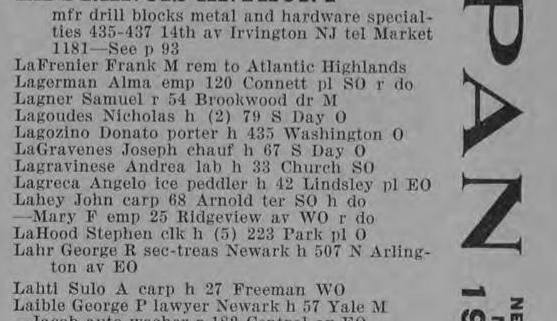 mfr drill blocks metal and hardware special-
ties 435-437 14th av Irvington NJ tel Market
1181—See p 93
LaFrenier Frank M rem to Atlantic Highlands
Lagerman Alma emp 120 Connett pl SO r do
Lagner Samuel r 54 Brookwood dr M
Lagoudes Nicholas h (2) 79 S Day O
Lagozino Donato porter h 435 Washington O
LaGravenes Joseph chauf h 67 S Day O
Lagravinese Andrea lab h 33 Church SO
Lagreca Angelo ice peddler h 42 Lindsley pl EO
Lahey John carp 68 Arnold ter SO h do
—Mary F emp 25 Ridgeview av WO r do
LaHood Stephen clk h (5) 223 Park pl O
Lahr George R sec-treas Newark h 507 N Arling-
ton av EO
Lahti Sulo A carp h 27 Freeman WO
Laible George P lawyer Newark h 57 Yale M
PAN
NE
19